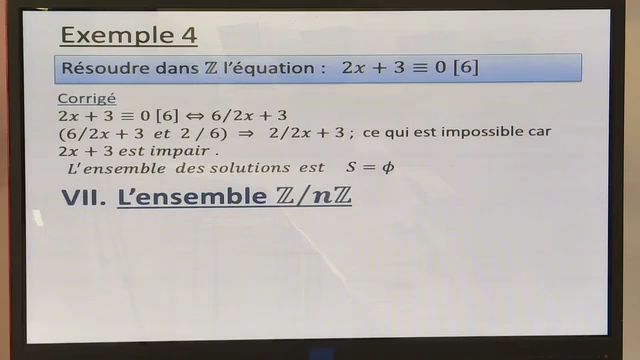 Exemple 4
Résoudre dans ℤ l'équation : 2x + 3 ≡ 0 [6]
Corrigé
2x + 3 ≡ 0 [6] ⇔ 6/2x + 3
(6/2x + 3 et 2 / 6) ⇒ 2/2x + 3 ; ce qui est impossible car
2x + 3 est impair .
L'ensemble des solutions est S = ϕ
VII. L'ensemble ℤ/nℤ